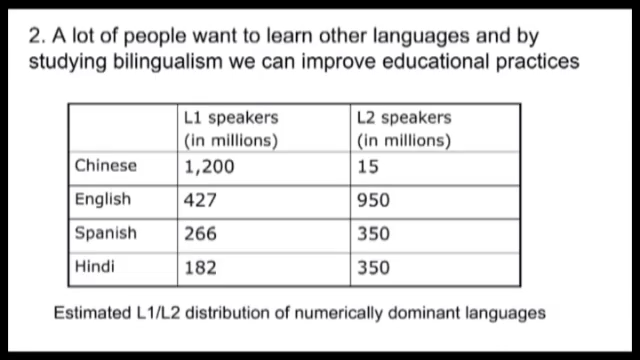 2. A lot of people want to learn other languages and by
studying bilingualism we can improve educational practices
L1 speakers (in millions) L2 speakers (in millions)
Chinese 1,200 15
English 427 950
Spanish 266 350
Hindi 182 350
Estimated L1/L2 distribution of numerically dominant languages